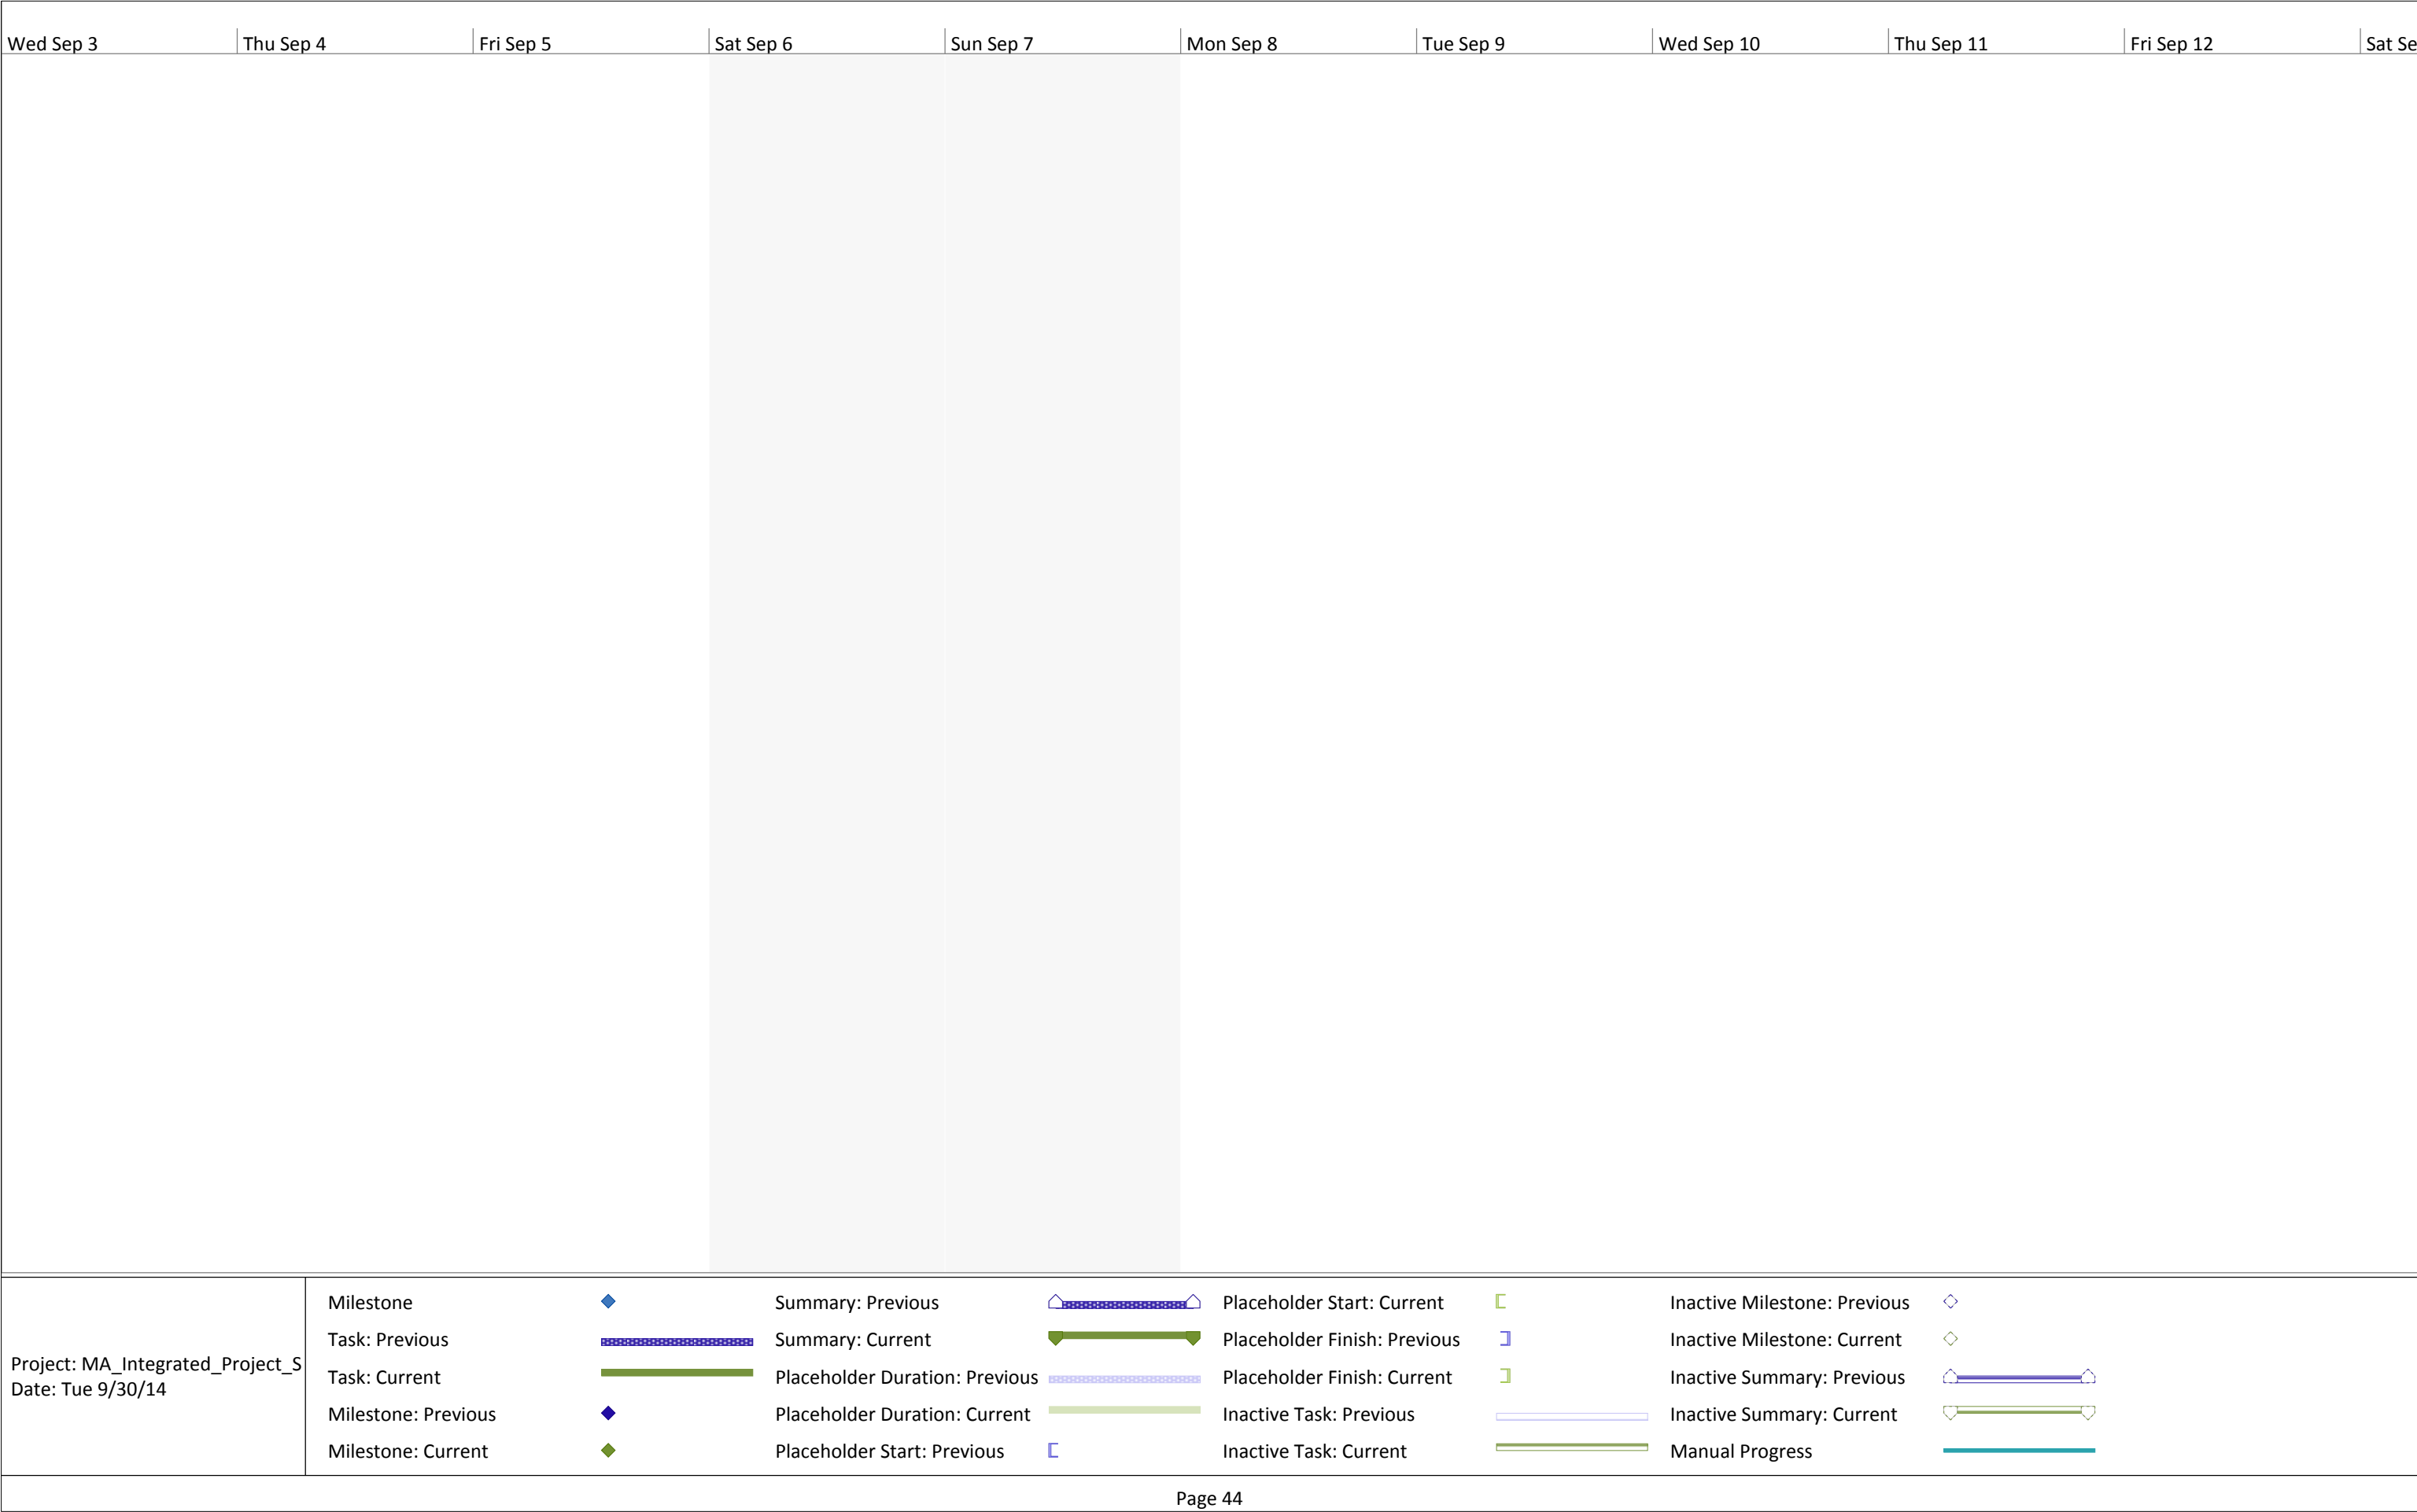 Wed Sep 3 Thu Sep 4 Fri Sep 5 Sat Sep 6 Sun Sep 7 Mon Sep 8 Tue Sep 9 Wed Sep 10 Thu Sep 11 Fri Sep 12 Sat Se
Project: MA_Integrated_Project_S
Date: Tue 9/30/14
Milestone
Task: Previous
Task: Current
Milestone: Previous
Milestone: Current
Summary: Previous
Summary: Current
Placeholder Duration: Previous
Placeholder Duration: Current
Placeholder Start: Previous
Placeholder Start: Current
Placeholder Finish: Previous
Placeholder Finish: Current
Inactive Task: Previous
Inactive Task: Current
Inactive Milestone: Previous
Inactive Milestone: Current
Inactive Summary: Previous
Inactive Summary: Current
Manual Progress
Page 44